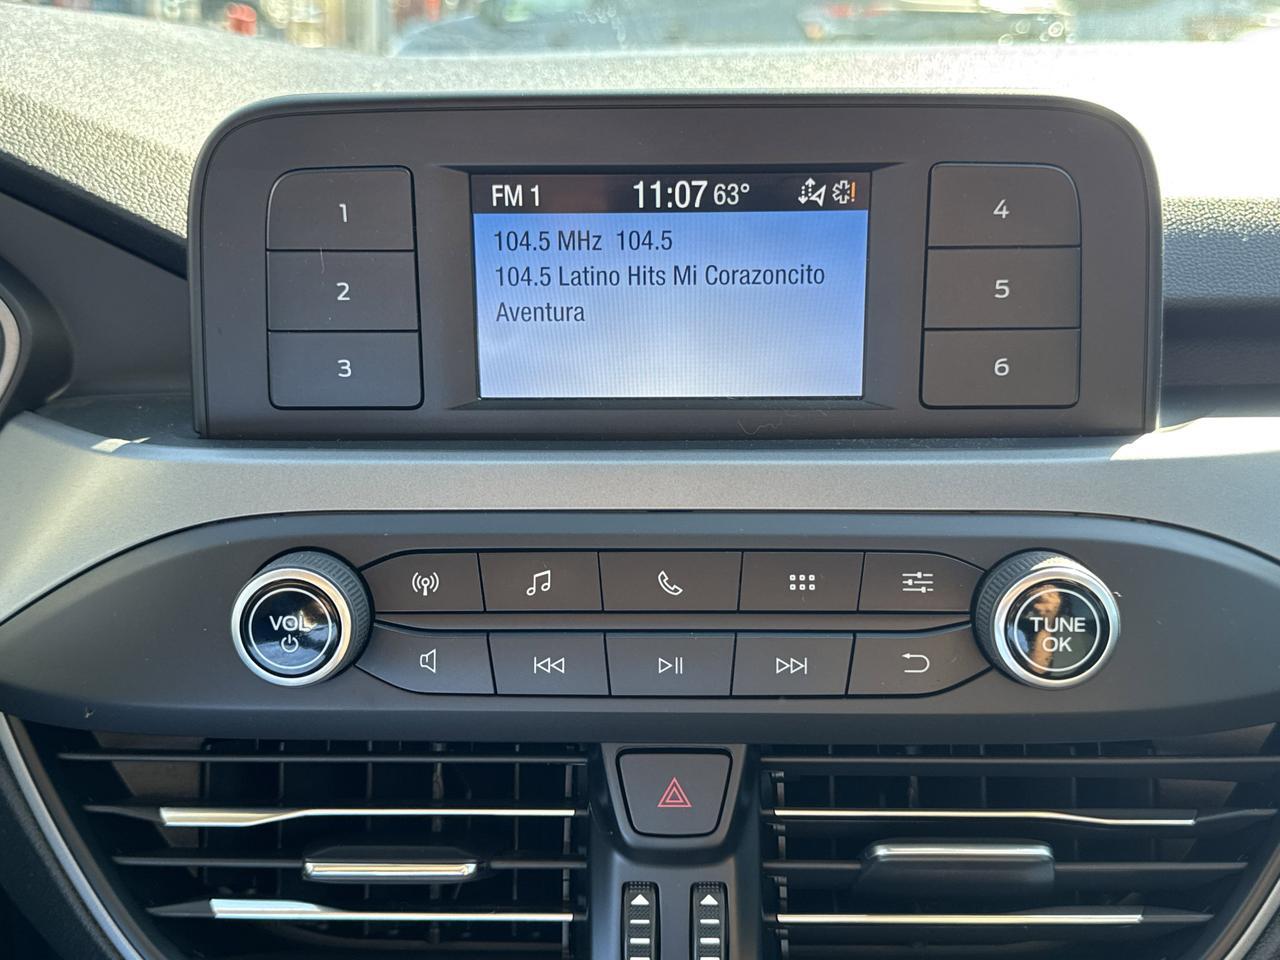 FM 1 11:07 63°
104.5 MHz 104.5
104.5 Latino Hits Mi Corazoncito
Aventura
1
2
3
4
5
6
VOL
TUNE
OK